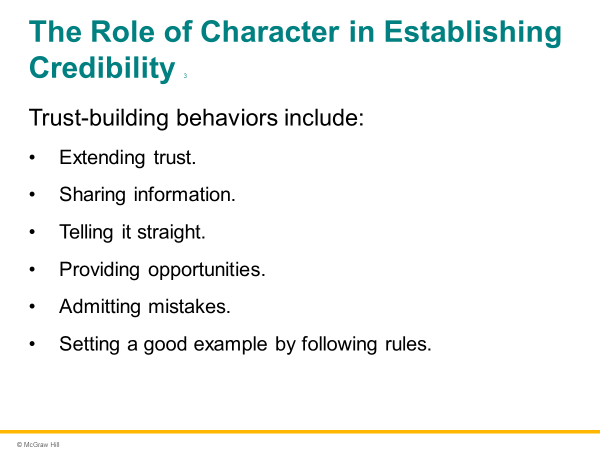 The Role of Character in Establishing
Credibility 3
Trust-building behaviors include:
• Extending trust.
• Sharing information.
• Telling it straight.
• Providing opportunities.
• Admitting mistakes.
• Setting a good example by following rules.
© McGraw Hill